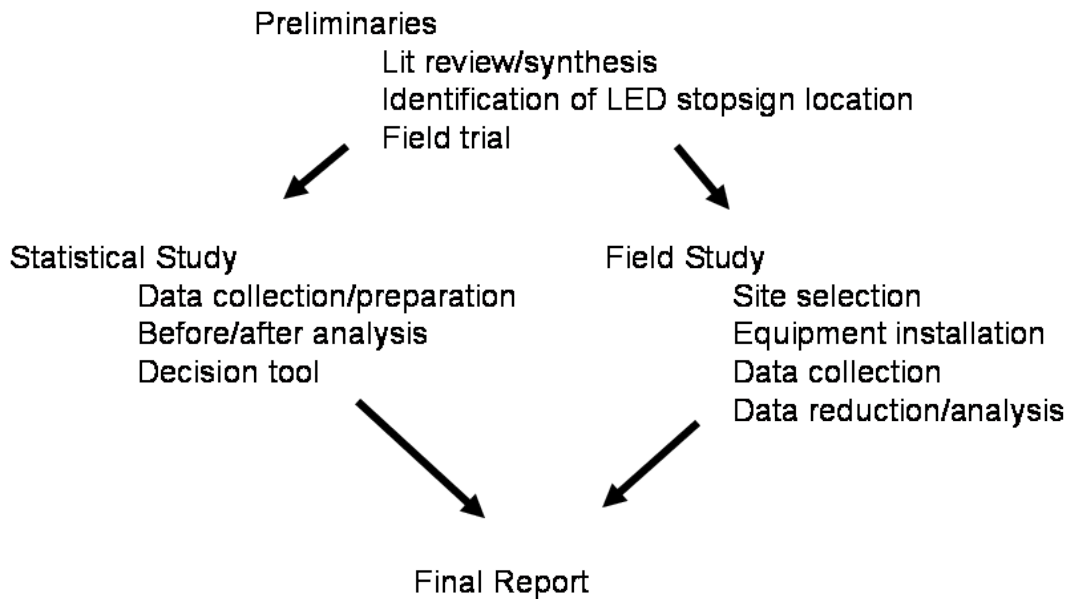 Preliminaries
Lit review/synthesis
Identification of LED stopsign location
Field trial
Statistical Study
Data collection/preparation
Before/after analysis
Decision tool
Field Study
Site selection
Equipment installation
Data collection
Data reduction/analysis
Final Report